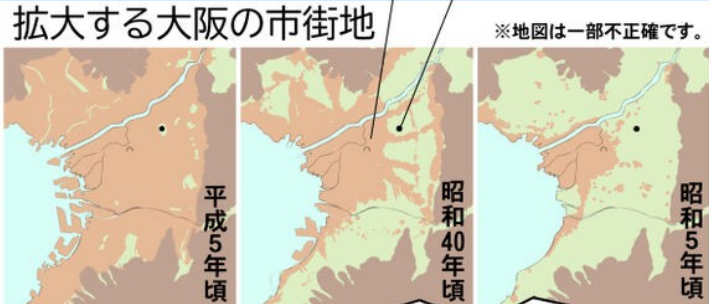 拡大する大阪の市街地
※地図は一部不正確です。
平成5年頃
昭和40年頃
昭和5年頃